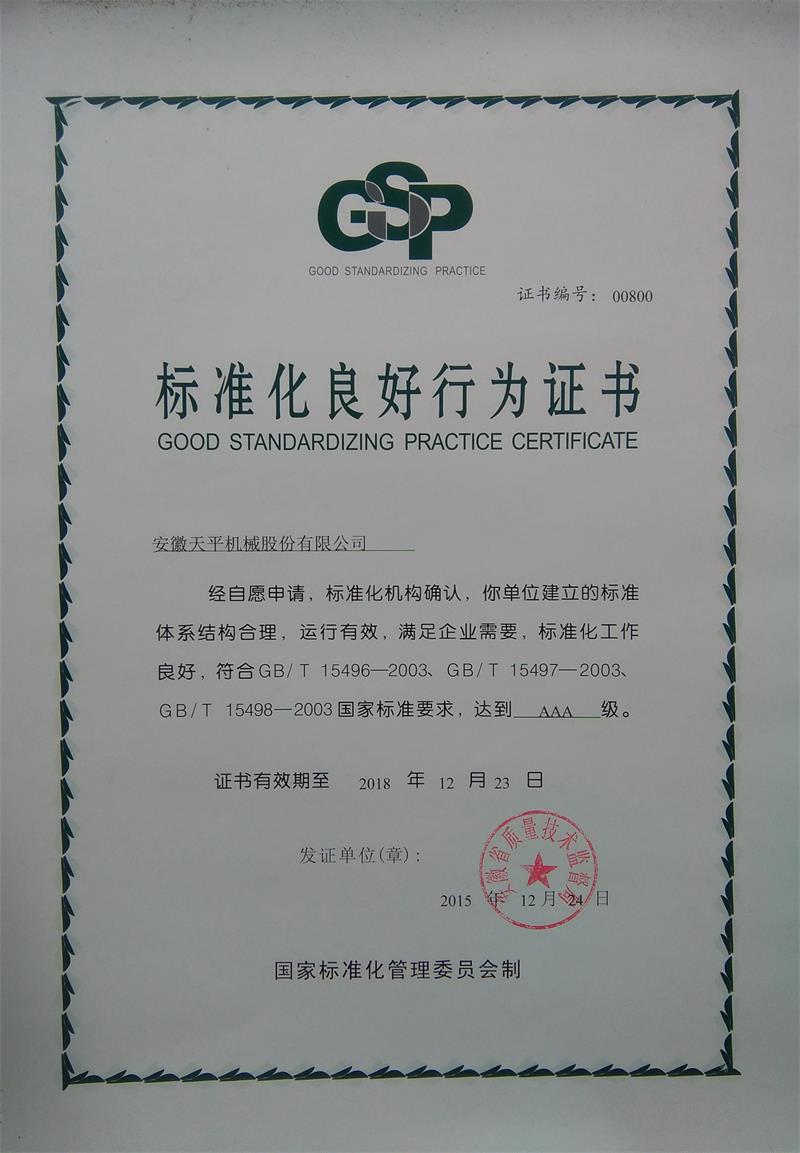 GSP
GOOD STANDARDIZING PRACTICE
证书编号： 00800
标准化良好行为证书
GOOD STANDARDIZING PRACTICE CERTIFICATE
安徽天平机械股份有限公司
经自愿申请，标准化机构确认，你单位建立的标准
体系结构合理，运行有效，满足企业需要，标准化工作
良好，符合GB/T 15496—2003、GB/T 15497—2003、
GB/T 15498—2003国家标准要求，达到 AAA 级。
证书有效期至 2018 年 12 月 23 日
发证单位(章)：
安徽省质量技术监督局
2015 年 12 月 24 日
国家标准化管理委员会制